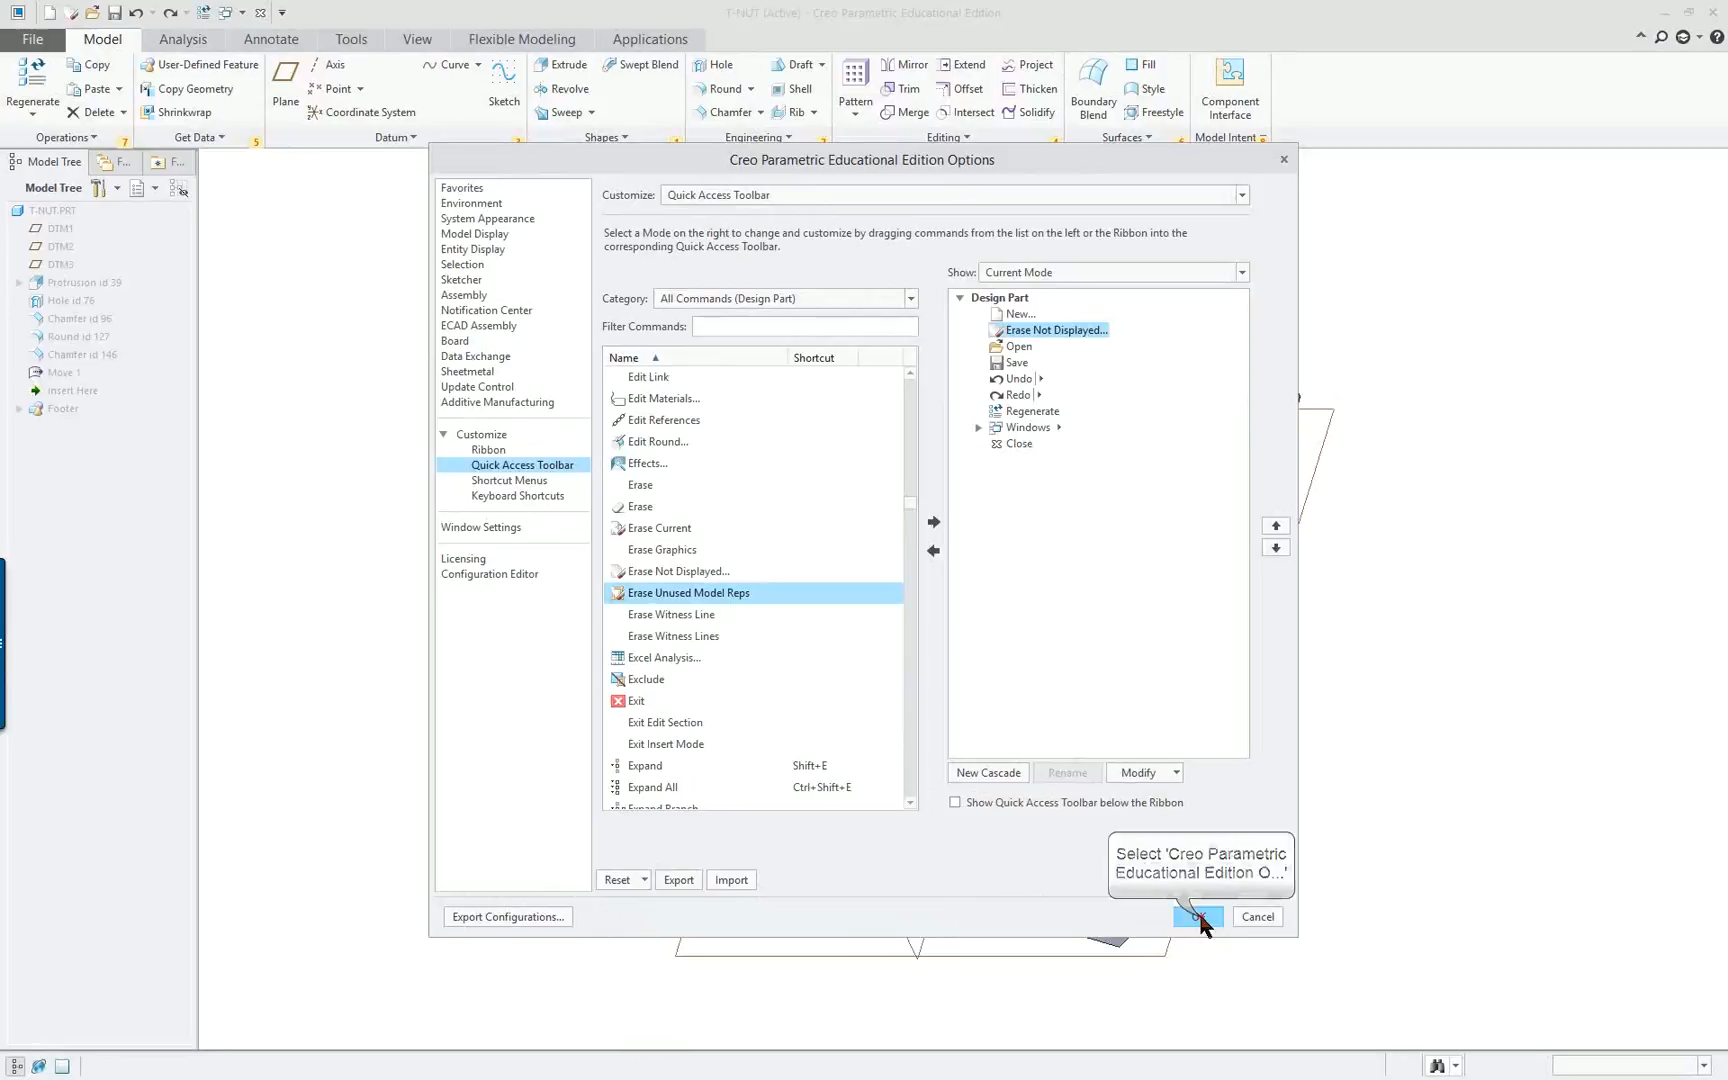 T-NUT (Active) - Creo Parametric Educational Edition
File
Model
Analysis
Annotate
Tools
View
Flexible Modeling
Applications
Regenerate
Copy
Paste
Delete
Operations
7
User-Defined Feature
Copy Geometry
Shrinkwrap
Get Data
5
Plane
Axis
Point
Coordinate System
Curve
Sketch
Datum
Extrude
Revolve
Sweep
Swept Blend
Shapes
Hole
Round
Chamfer
Draft
Shell
Rib
Engineering
Pattern
Mirror
Trim
Merge
Extend
Offset
Intersect
Project
Thicken
Solidify
Editing
Boundary
Blend
Fill
Style
Freestyle
Surfaces
Component
Interface
Model Intent
Model Tree
F...
F...
Model Tree
T-NUT.PRT
DTM1
DTM2
DTM3
Protrusion id 39
Hole id 76
Chamfer id 96
Round id 127
Chamfer id 146
Move 1
Insert Here
Footer
Creo Parametric Educational Edition Options
Favorites
Environment
System Appearance
Model Display
Entity Display
Selection
Sketcher
Assembly
Notification Center
ECAD Assembly
Board
Data Exchange
Sheetmetal
Update Control
Additive Manufacturing
Customize
Ribbon
Quick Access Toolbar
Shortcut Menus
Keyboard Shortcuts
Window Settings
Licensing
Configuration Editor
Customize: Quick Access Toolbar
Select a Mode on the right to change and customize by dragging commands from the list on the left or the Ribbon into the
corresponding Quick Access Toolbar.
Category: All Commands (Design Part)
Filter Commands:
Name Shortcut
Edit Link
Edit Materials...
Edit References
Edit Round...
Effects...
Erase
Erase
Erase Current
Erase Graphics
Erase Not Displayed...
Erase Unused Model Reps
Erase Witness Line
Erase Witness Lines
Excel Analysis...
Exclude
Exit
Exit Edit Section
Exit Insert Mode
Expand Shift+E
Expand All Ctrl+Shift+E
Expand Branch
Show: Current Mode
Design Part
New...
Erase Not Displayed...
Open
Save
Undo
Redo
Regenerate
Windows
Close
New Cascade
Rename
Modify
Show Quick Access Toolbar below the Ribbon
Select 'Creo Parametric
Educational Edition O...'
Reset
Export
Import
Export Configurations...
OK
Cancel